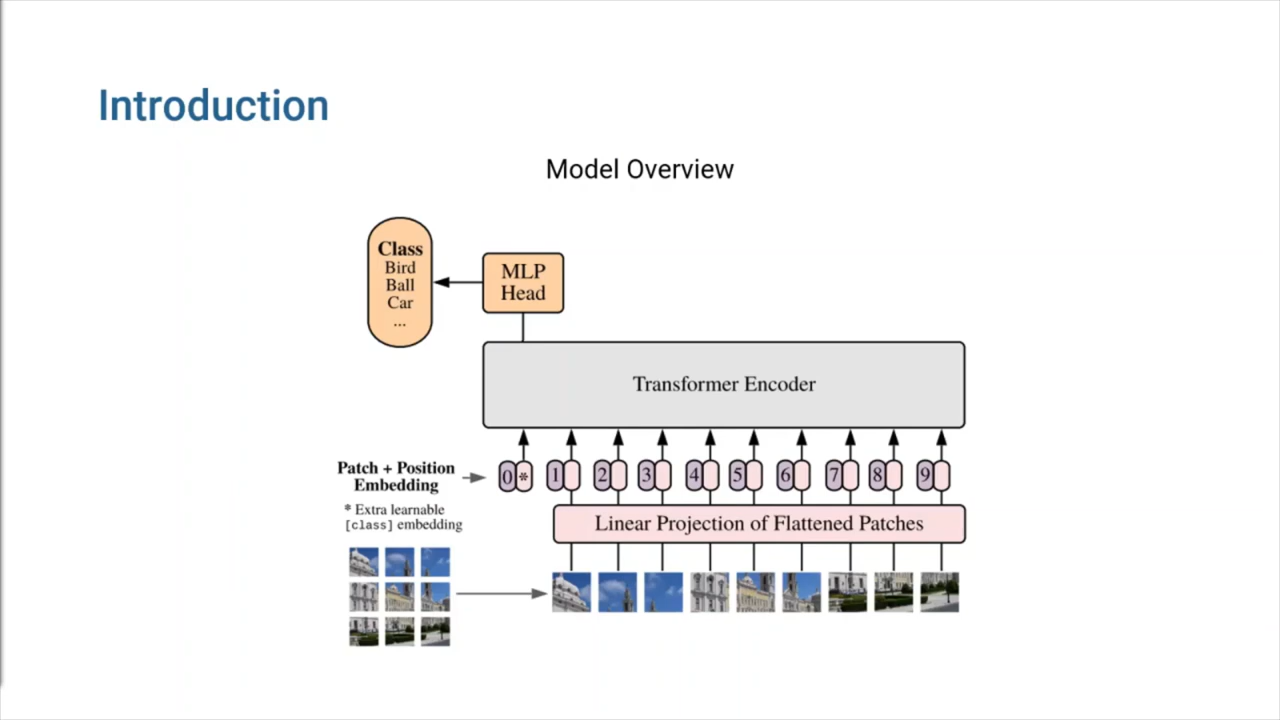 Introduction
Model Overview
Class
Bird
Ball
Car
...
MLP
Head
Transformer Encoder
Patch + Position
Embedding
0 * 1 2 3 4 5 6 7 8 9
* Extra learnable
[class] embedding
Linear Projection of Flattened Patches